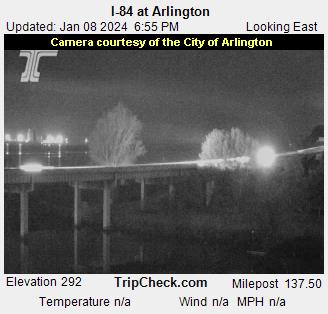 I-84 at Arlington
Updated: Jan 08 2024 6:55 PM Looking East
Camera courtesy of the City of Arlington
Elevation 292 TripCheck.com Milepost 137.50
Temperature n/a Wind n/a MPH n/a